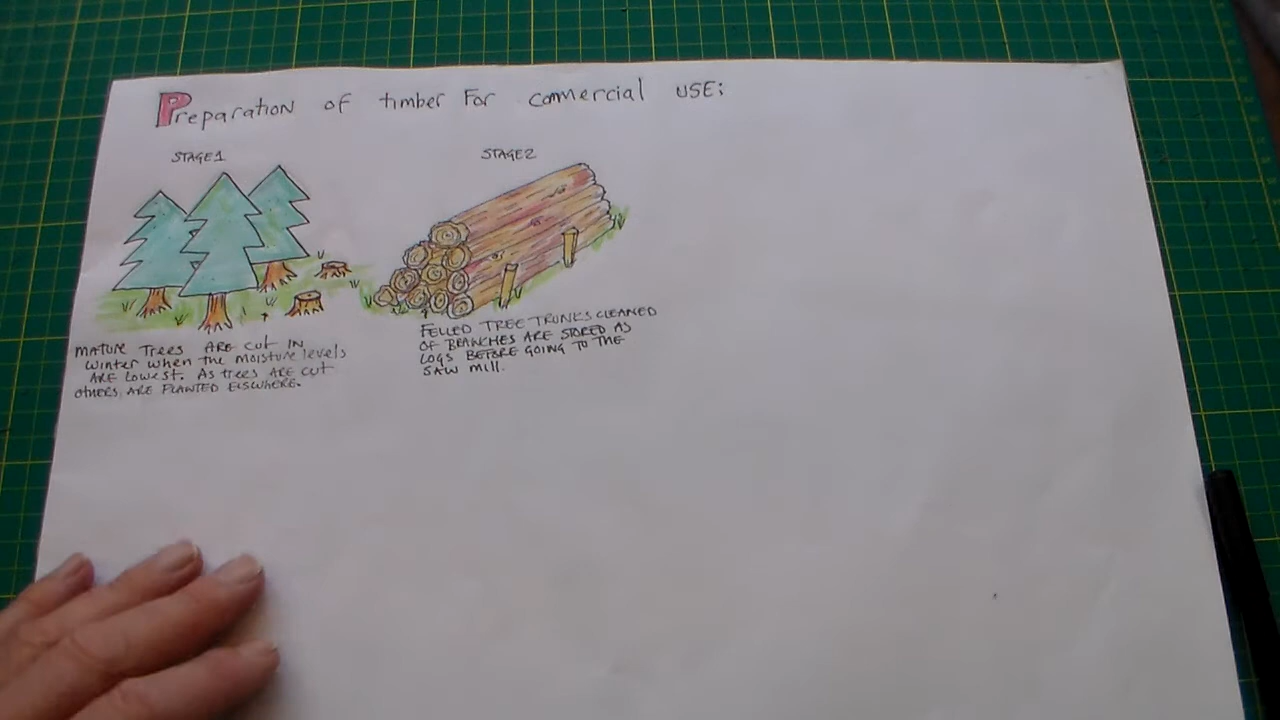 Preparation of timber For commercial USE:
STAGE1
MATURE Trees ARE cut IN
winter when the moisture levels
ARE Lowest. As trees ARE cut
others ARE PLANTED ELSWHERE.
STAGE2
FELLED TREE TRUNKS CLEANED
OF BRANCHES ARE STORED AS
LOGS BEFORE GOING TO THE
SAW Mill.